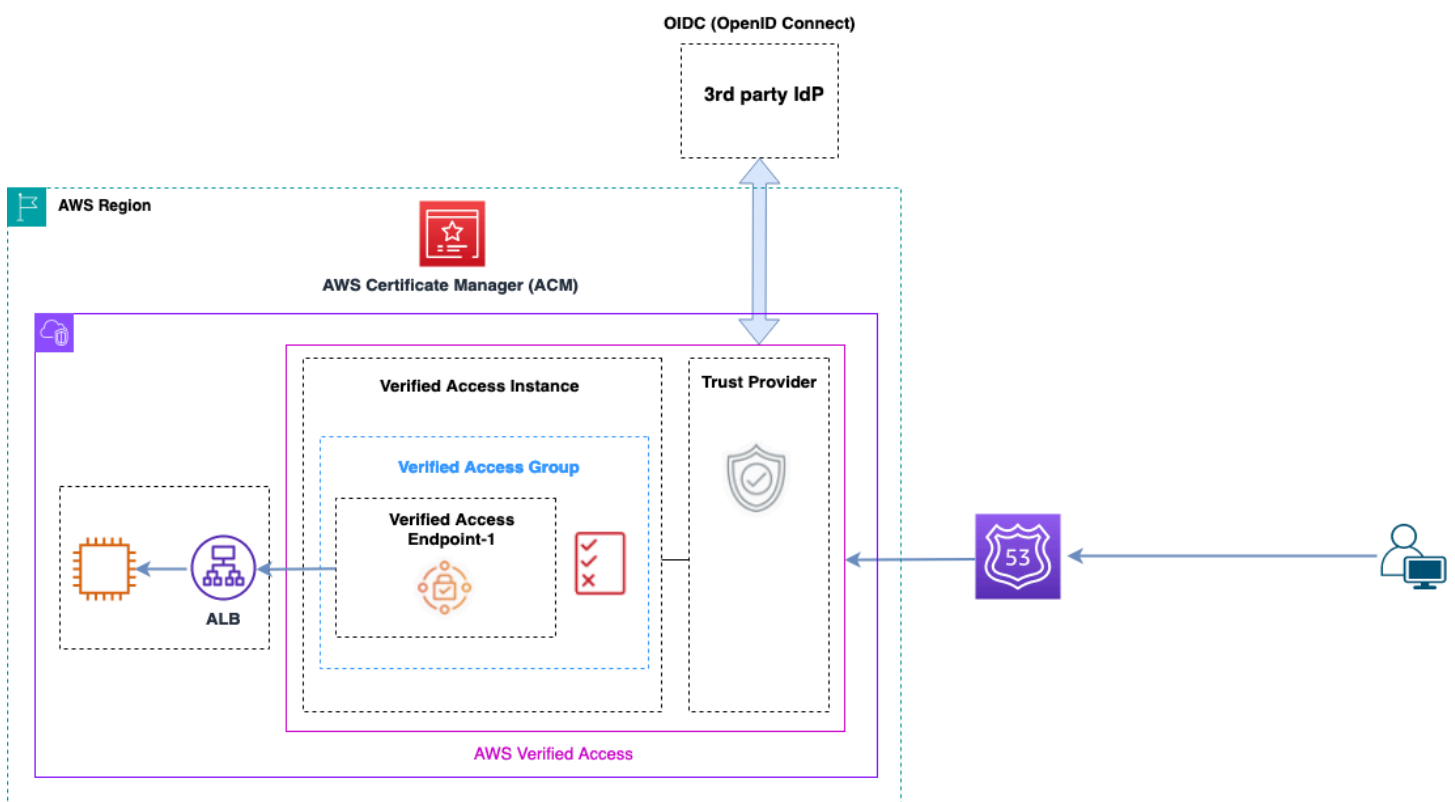 OIDC (OpenID Connect)
3rd party IdP
AWS Region
AWS Certificate Manager (ACM)
Verified Access Instance
Trust Provider
Verified Access Group
Verified Access
Endpoint-1
53
ALB
AWS Verified Access